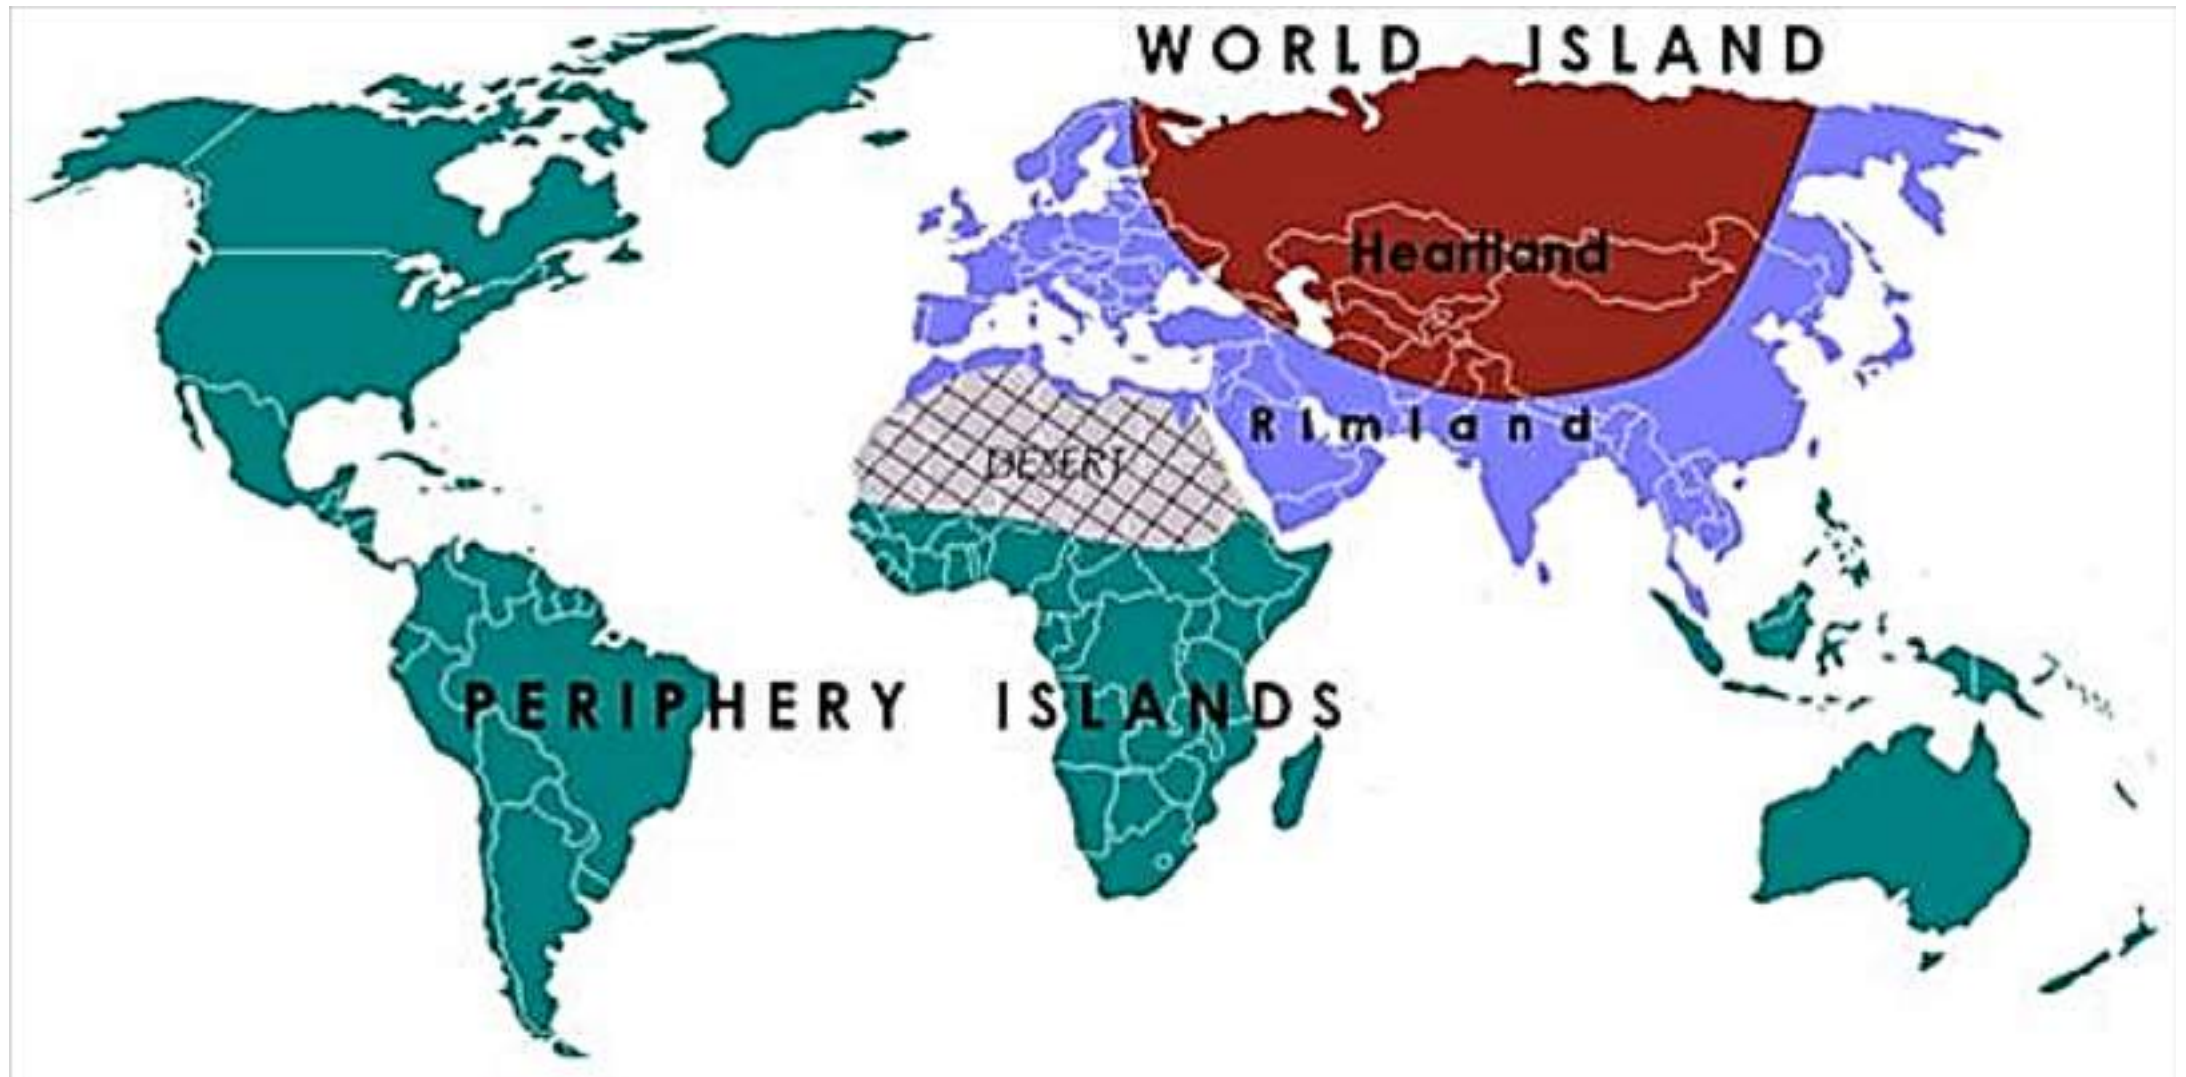 WORLD ISLAND
Heartland
Rimland
DESERT
PERIPHERY ISLANDS